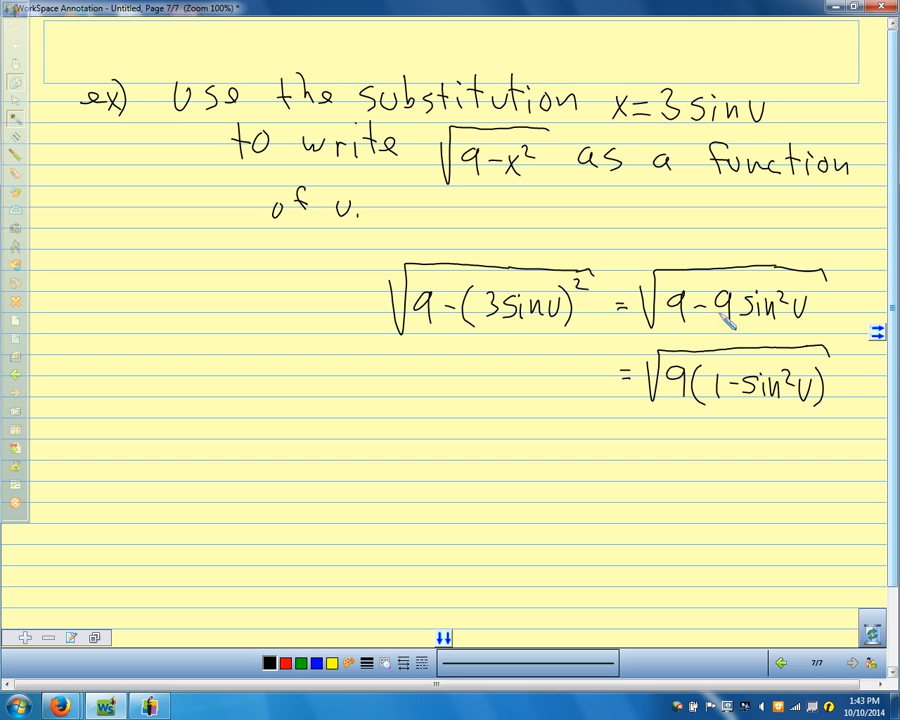 WorkSpace Annotation - Untitled, Page 7/7 (Zoom 100%) *
ex) Use the substitution x = 3 sin u
to write √(9 - x²) as a function
of u.
√(9 - (3 sin u)²) = √(9 - 9 sin² u)
= √(9(1 - sin² u))
7/7
1:43 PM
10/10/2014